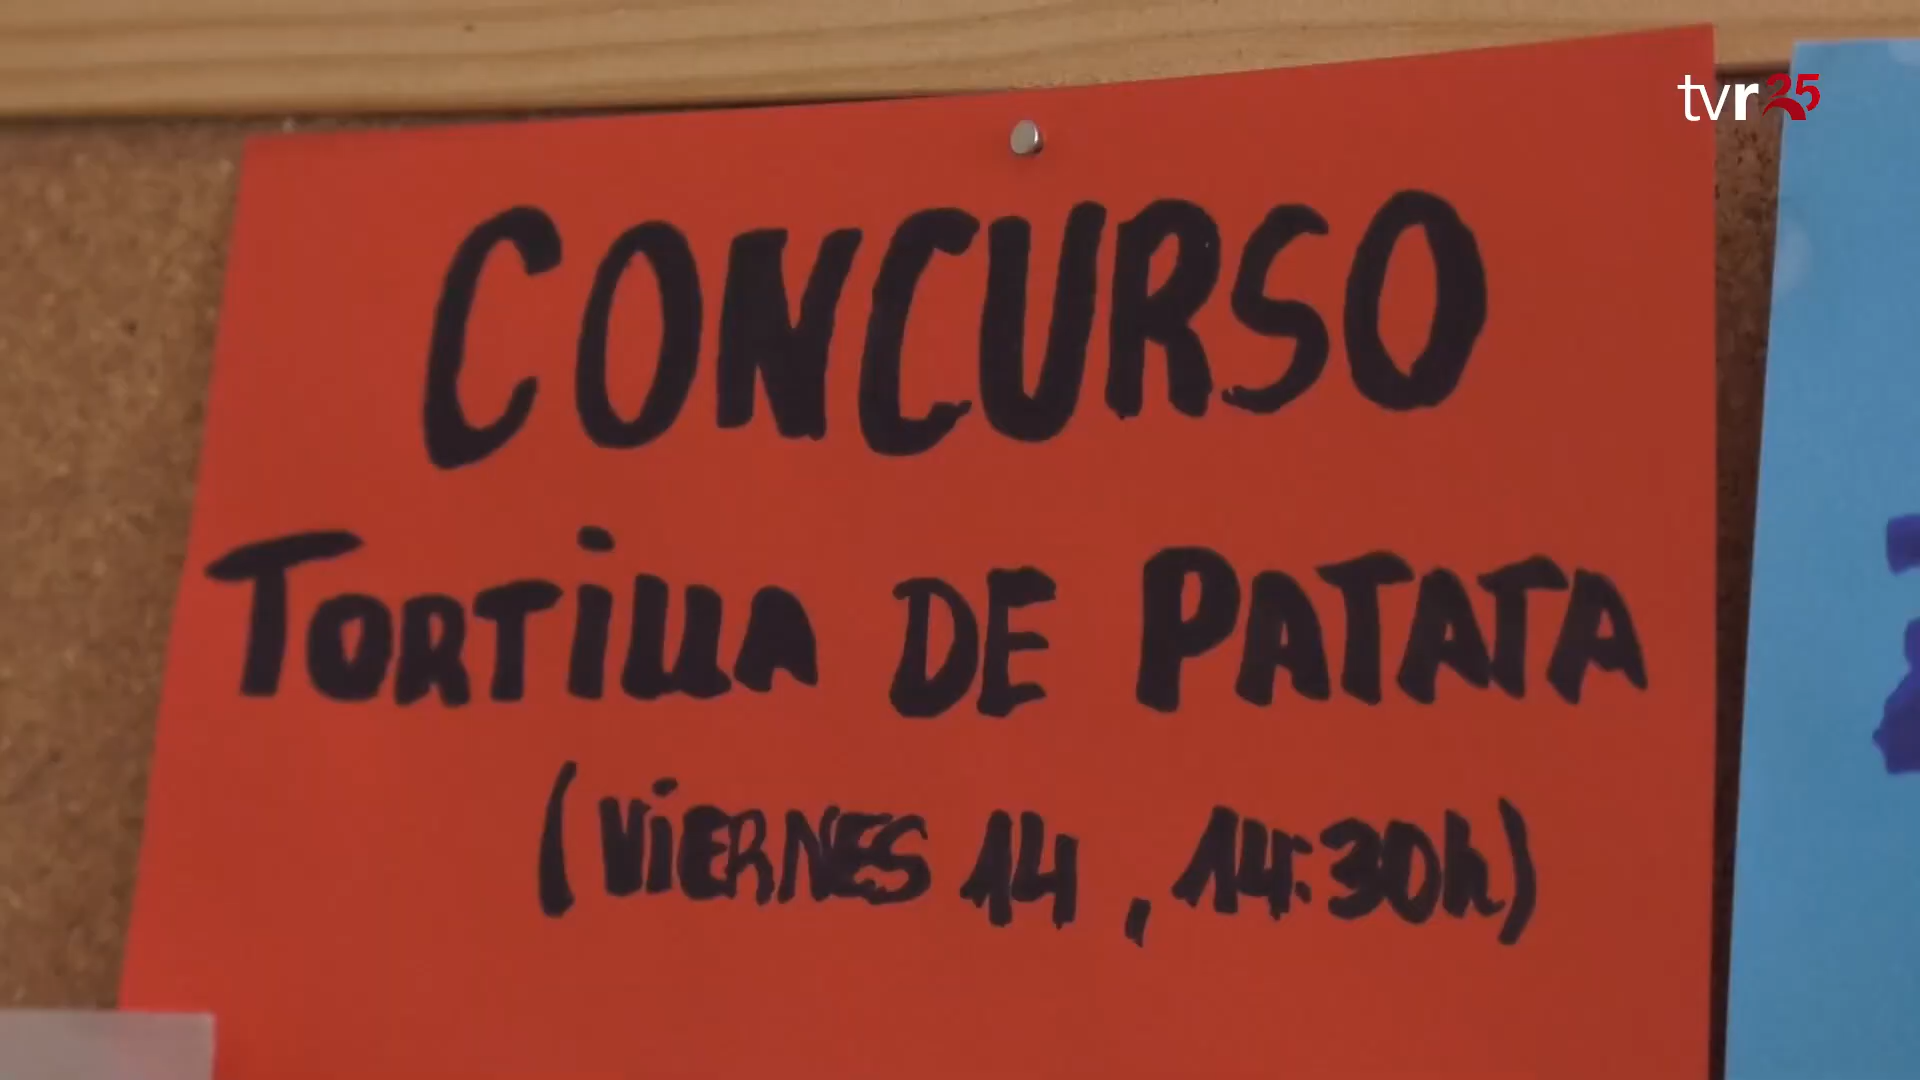 tvr25
CONCURSO
TORTILLA DE PATATA
(ViERNES 14, 14:30h)